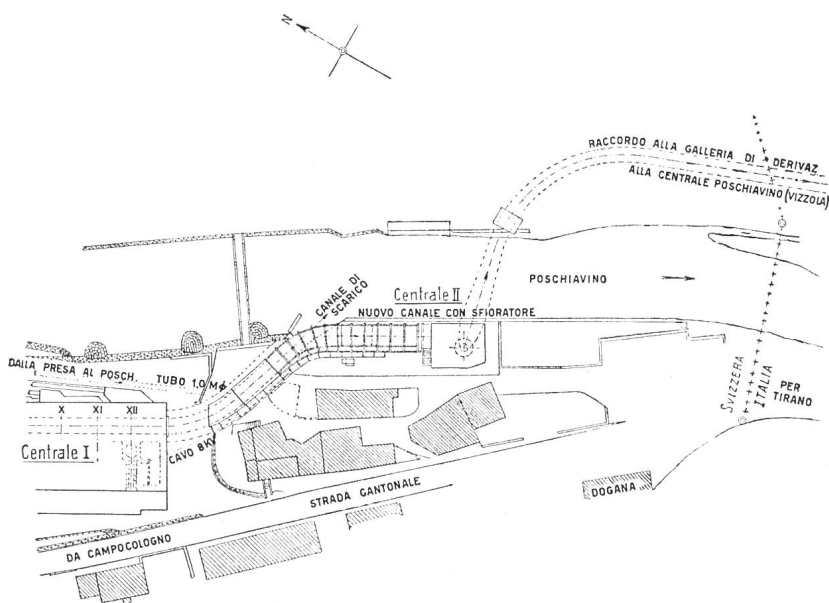 N
RACCORDO ALLA GALLERIA DI DERIVAZ
ALLA CENTRALE POSCHIAVINO (VIZZOLA)
POSCHIAVINO
CANALE DI
SCARICO
Centrale II
NUOVO CANALE CON SFIORATORE
DALLA PRESA AL POSCH.
TUBO 1,0 MØ
X
XI
XII
Centrale I
CAVO 8KV
SVIZZERA
ITALIA
PER
TIRANO
DOGANA
STRADA CANTONALE
DA CAMPOCOLOGNO